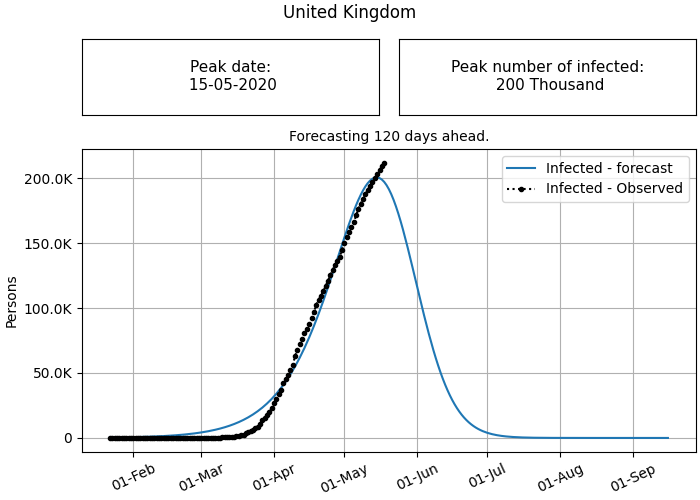 United Kingdom
Peak date:
15-05-2020
Peak number of infected:
200 Thousand
Forecasting 120 days ahead.
Infected - forecast
Infected - Observed
Persons
200.0K
150.0K
100.0K
50.0K
0
01-Feb
01-Mar
01-Apr
01-May
01-Jun
01-Jul
01-Aug
01-Sep